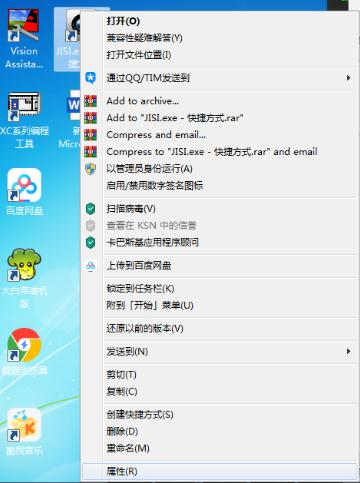 Vision
Assista...
JISI.exe
XC系列编程
工具
新
Micro
百度网盘
大白菜装机
版
极速浏览器
酷我音乐
打开(O)
兼容性疑难解答(Y)
打开文件位置(I)
通过QQ/TIM发送到
Add to archive...
Add to "JISI.exe - 快捷方式.rar"
Compress and email...
Compress to "JISI.exe - 快捷方式.rar" and email
以管理员身份运行(A)
启用/禁用数字签名图标
扫描病毒(V)
查看在 KSN 中的信誉
卡巴斯基应用程序顾问
上传到百度网盘
锁定到任务栏(K)
附到「开始」菜单(U)
还原以前的版本(V)
发送到(N)
剪切(T)
复制(C)
创建快捷方式(S)
删除(D)
重命名(M)
属性(R)